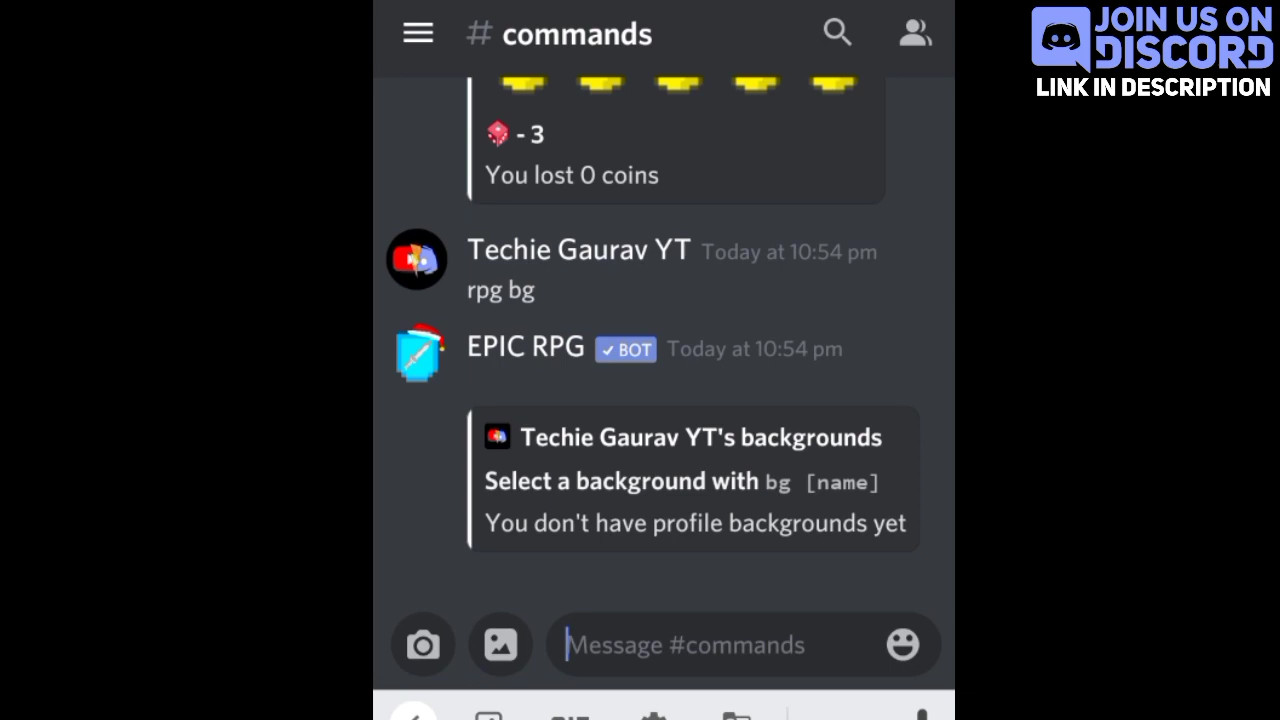 # commands
JOIN US ON
DISCORD
LINK IN DESCRIPTION
- 3
You lost 0 coins
Techie Gaurav YT Today at 10:54 pm
rpg bg
EPIC RPG ✓ BOT Today at 10:54 pm
Techie Gaurav YT's backgrounds
Select a background with bg [name]
You don't have profile backgrounds yet
Message #commands